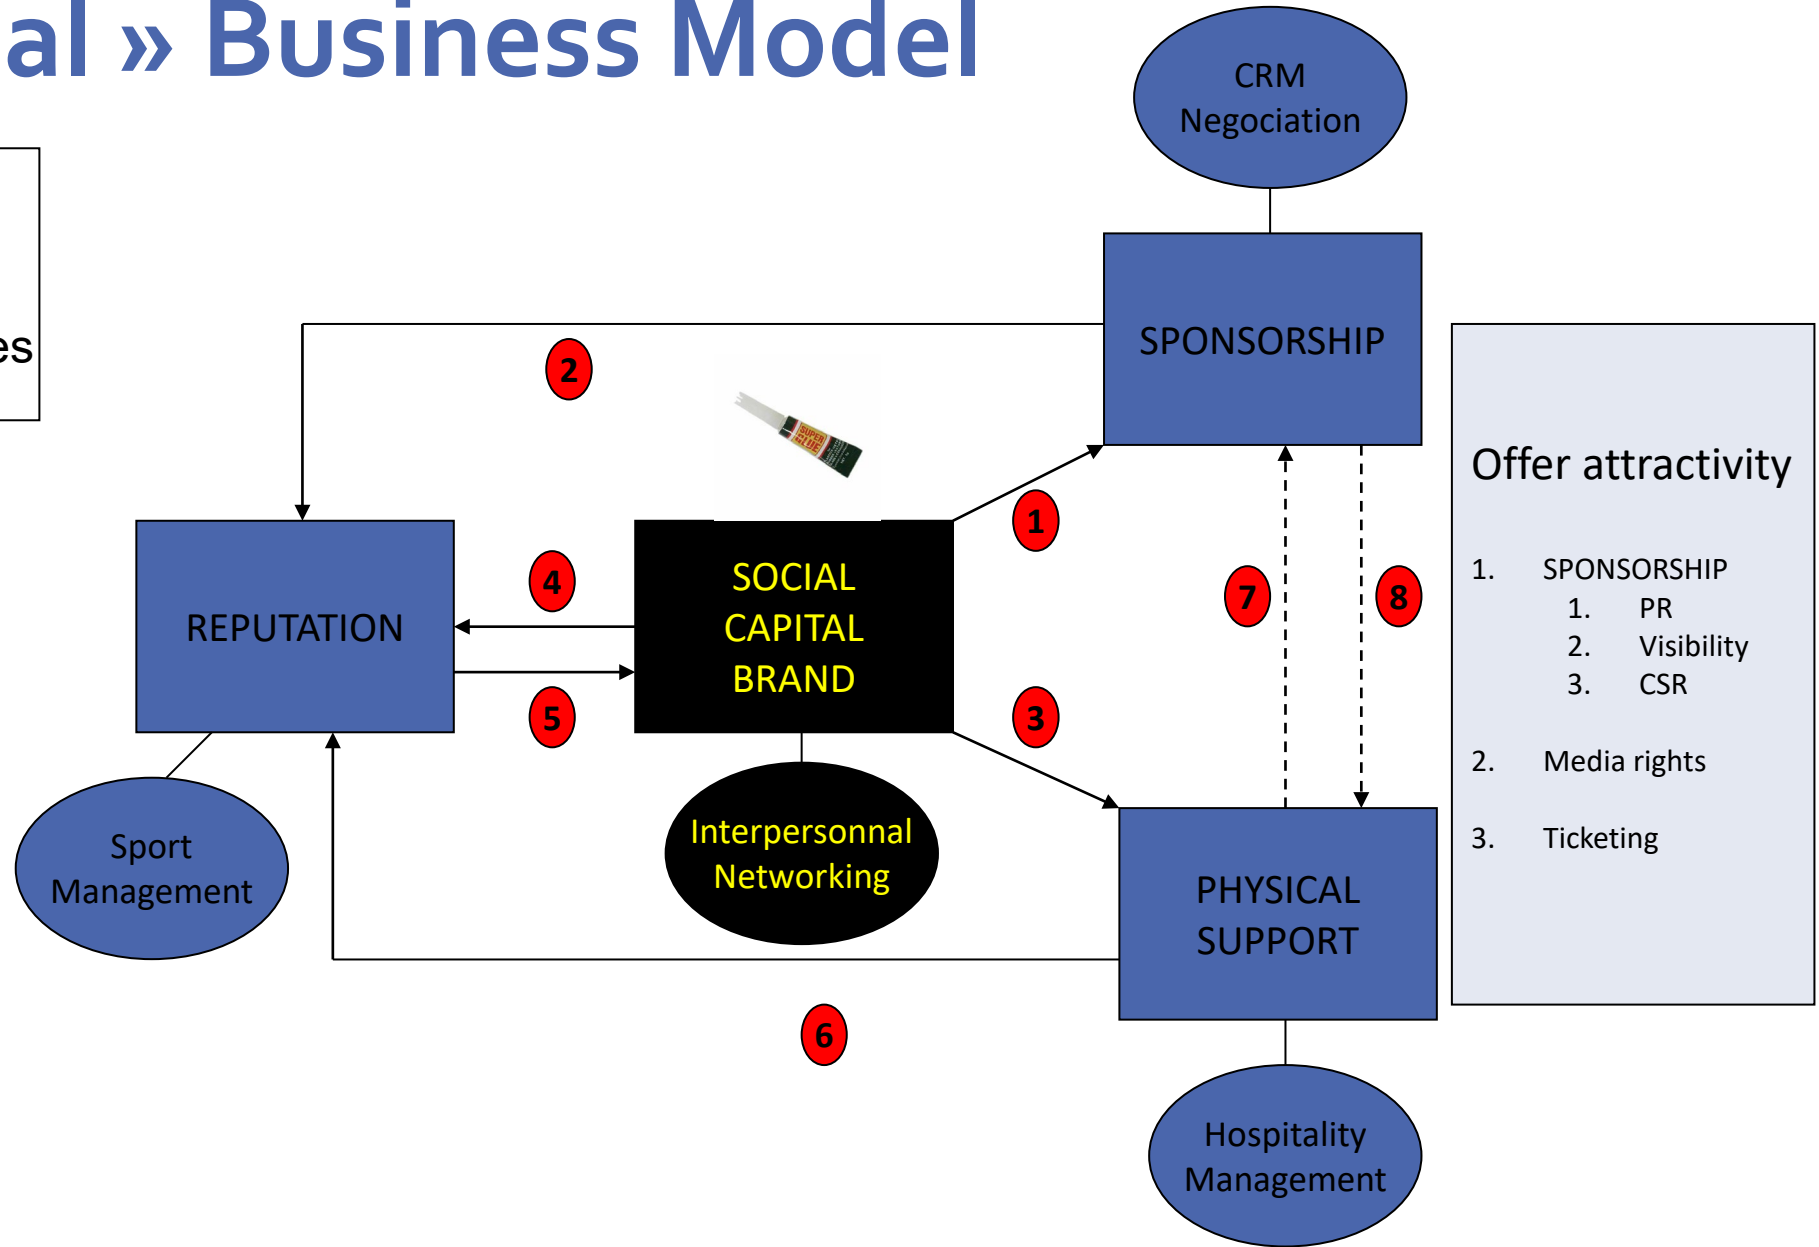 al » Business Model
es
CRM
Negociation
SPONSORSHIP
2
SUPER
GLUE
1
Offer attractivity
1. SPONSORSHIP
1. PR
2. Visibility
3. CSR
2. Media rights
3. Ticketing
REPUTATION
4
5
SOCIAL
CAPITAL
BRAND
7
8
3
Sport
Management
Interpersonnal
Networking
PHYSICAL
SUPPORT
6
Hospitality
Management